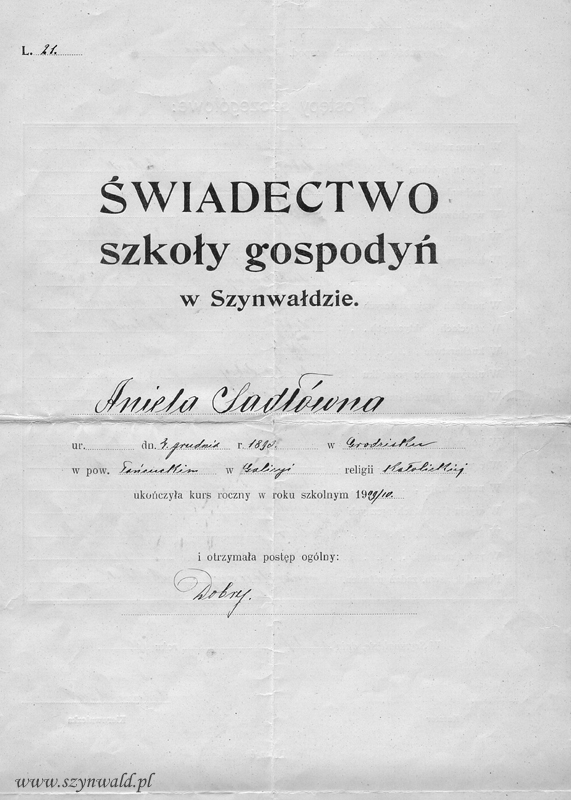 L. 21.
ŚWIADECTWO
szkoły gospodyń
w Szynwałdzie.
Aniela Sadłówna
ur. dn. 3. grudnia r. 1890. w Grodzisku
w pow. Łańcuckim w Galicyi religii Katolickiej
ukończyła kurs roczny w roku szkolnym 1909/10.
i otrzymała postęp ogólny:
Dobry.
www.szynwald.pl